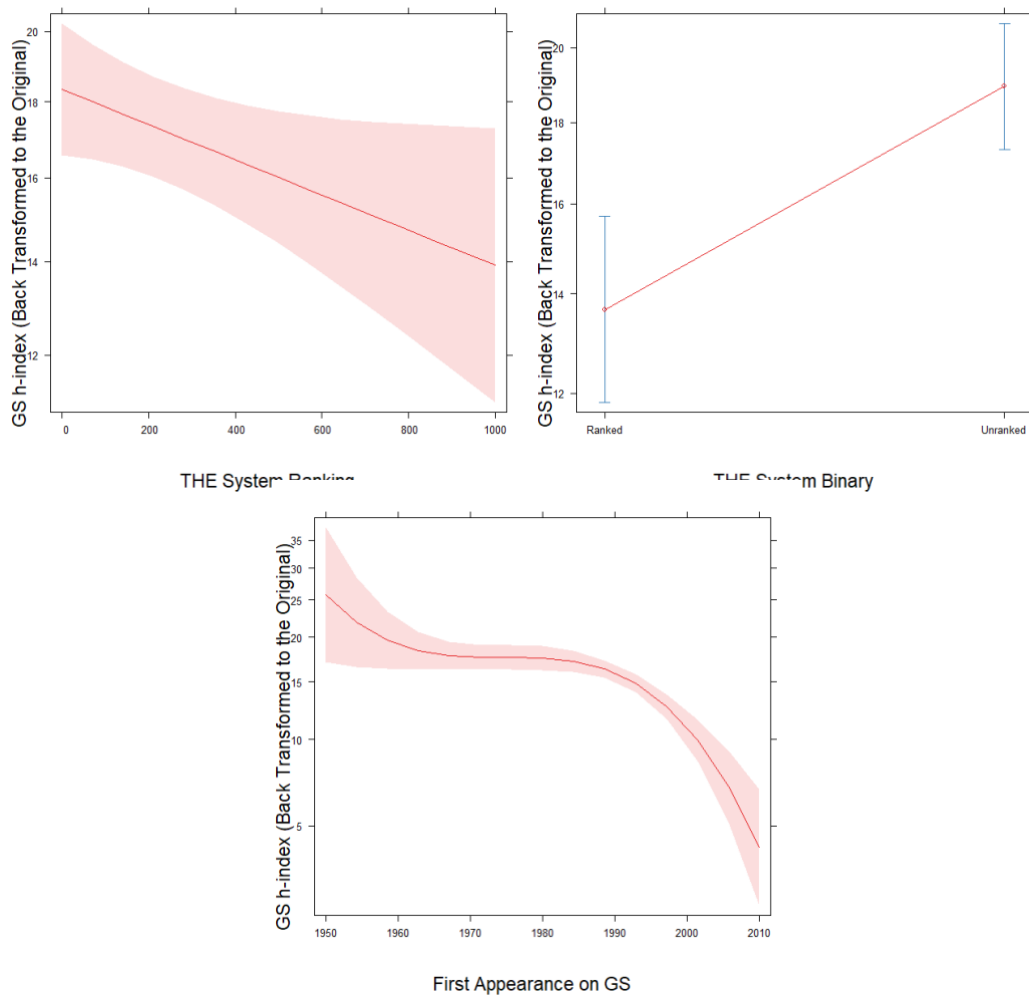 GS h-index (Back Transformed to the Original)
20
18
16
14
12
0 200 400 600 800 1000
THE System Ranking
GS h-index (Back Transformed to the Original)
20
18
16
14
12
Ranked Unranked
THE System Binary
GS h-index (Back Transformed to the Original)
35
30
25
20
15
10
5
1950 1960 1970 1980 1990 2000 2010
First Appearance on GS